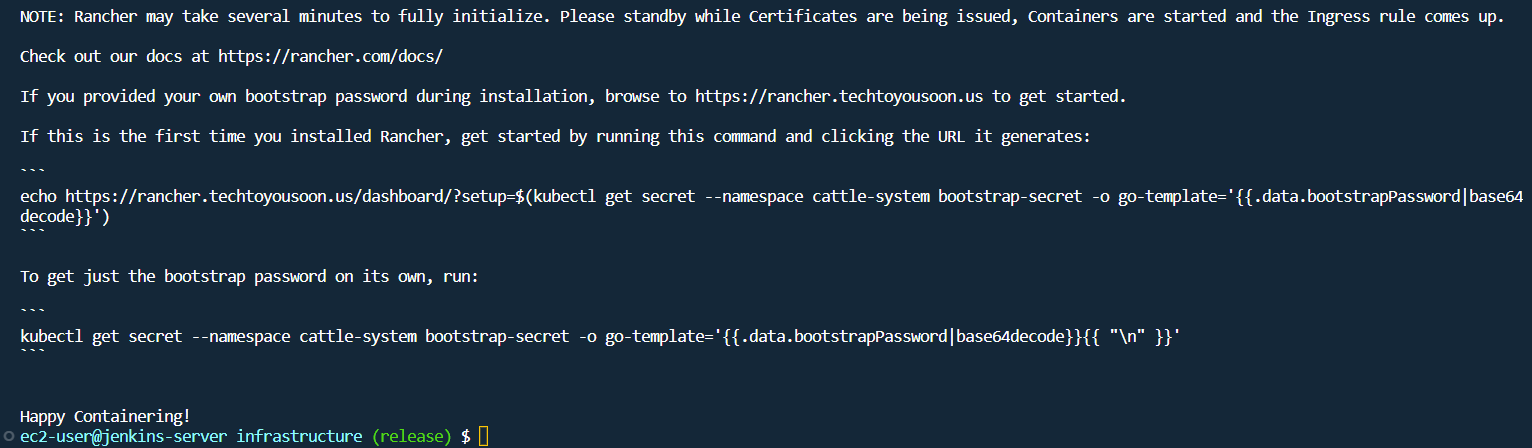 NOTE: Rancher may take several minutes to fully initialize. Please standby while Certificates are being issued, Containers are started and the Ingress rule comes up.
Check out our docs at https://rancher.com/docs/
If you provided your own bootstrap password during installation, browse to https://rancher.techtoyousoon.us to get started.
If this is the first time you installed Rancher, get started by running this command and clicking the URL it generates:
```
echo https://rancher.techtoyousoon.us/dashboard/?setup=$(kubectl get secret --namespace cattle-system bootstrap-secret -o go-template='{{.data.bootstrapPassword|base64
decode}}')
```
To get just the bootstrap password on its own, run:
```
kubectl get secret --namespace cattle-system bootstrap-secret -o go-template='{{.data.bootstrapPassword|base64decode}}{{ "\n" }}'
```
Happy Containering!
ec2-user@jenkins-server infrastructure (release) $